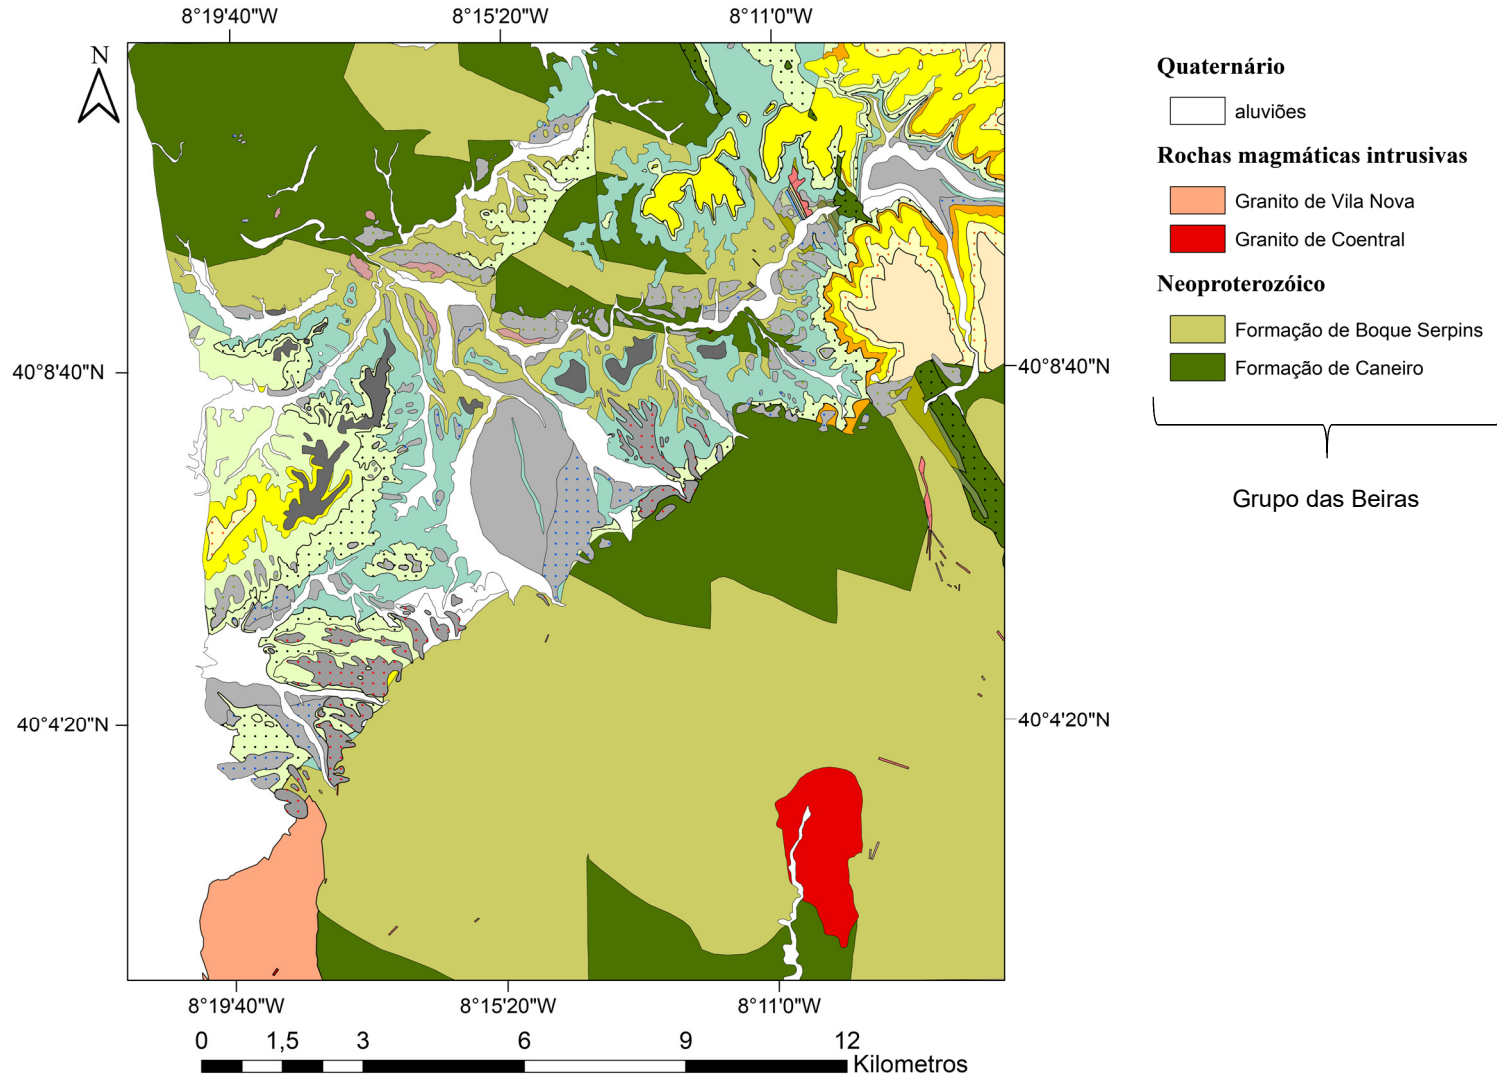 8°19'40"W 8°15'20"W 8°11'0"W
N
Quaternário
aluviões
Rochas magmáticas intrusivas
Granito de Vila Nova
Granito de Coentral
Neoproterozóico
Formação de Boque Serpins
Formação de Caneiro
Grupo das Beiras
40°8'40"N 40°8'40"N
40°4'20"N 40°4'20"N
8°19'40"W 8°15'20"W 8°11'0"W
0 1,5 3 6 9 12
Kilometros